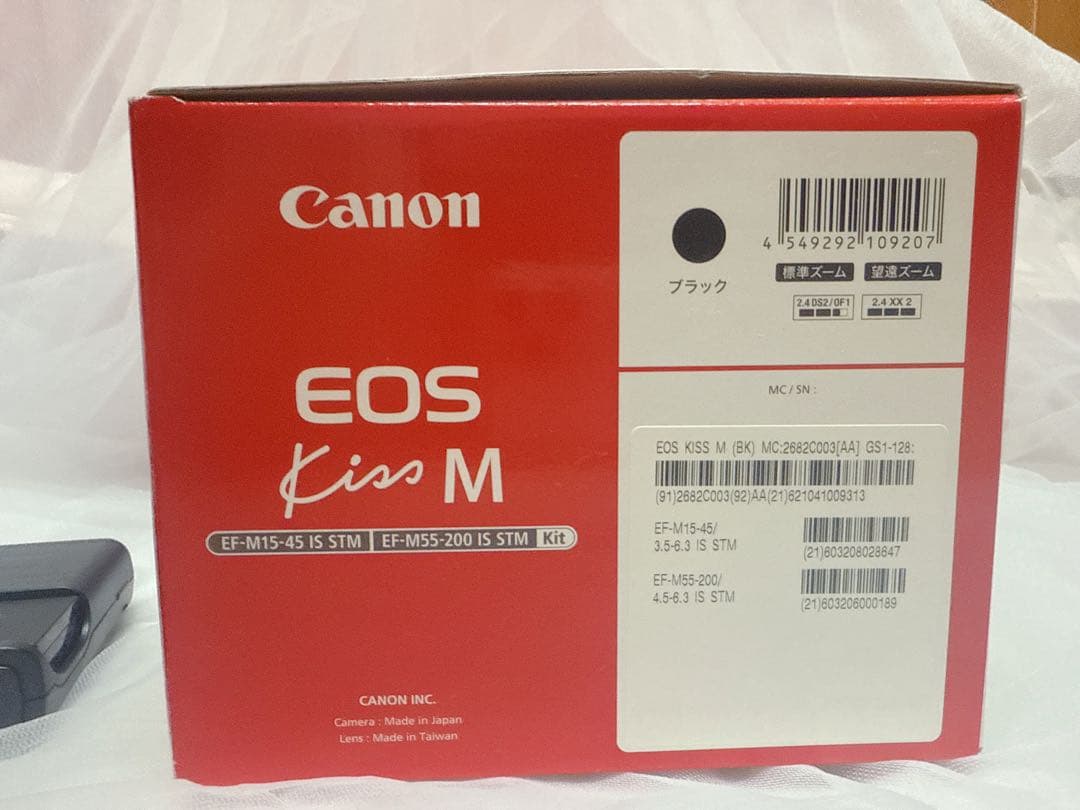 Canon
EOS
Kiss M
EF-M15-45 IS STM | EF-M55-200 IS STM Kit
CANON INC.
Camera : Made in Japan
Lens : Made in Taiwan
ブラック
4 549292 109207
標準ズーム 望遠ズーム
2.4 DS2/0F1 2.4 XX 2
MC / SN :
EOS KISS M (BK) MC:2682C003[AA] GS1-128:
(91)2682C003(92)AA(21)621041009313
EF-M15-45/
3.5-6.3 IS STM
(21)603208028647
EF-M55-200/
4.5-6.3 IS STM
(21)603206000189